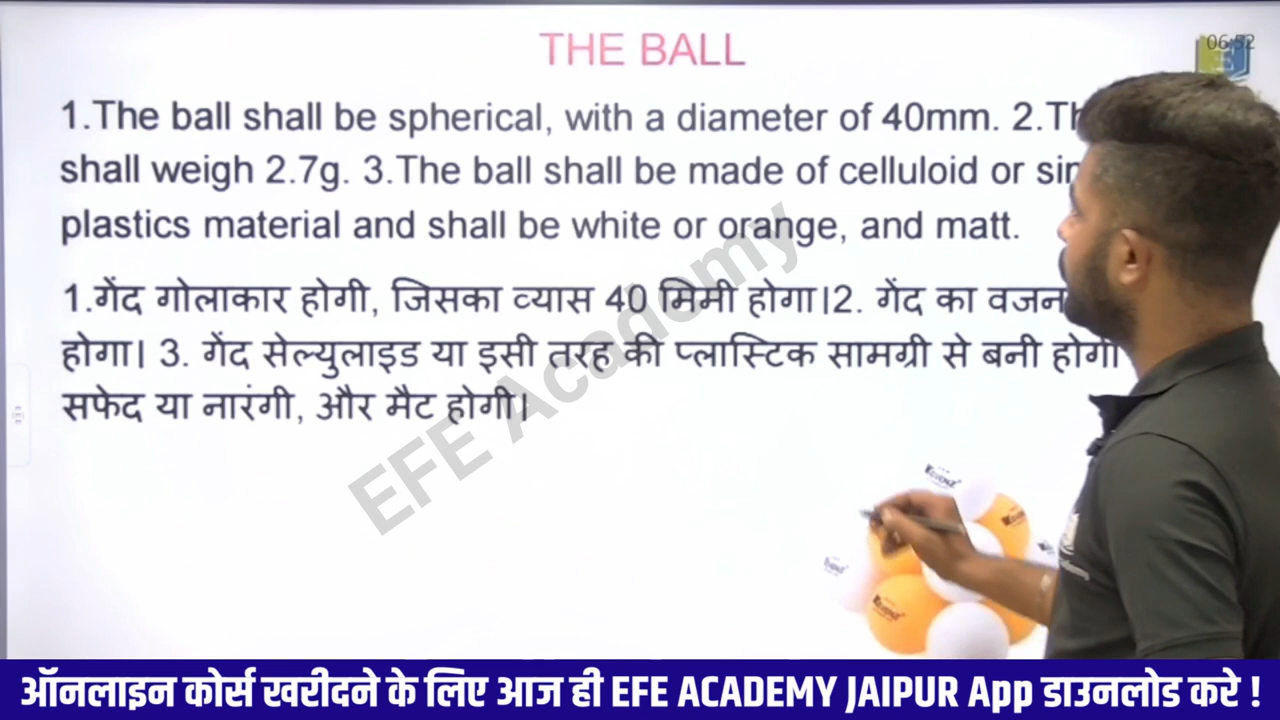 THE BALL
06:52
1.The ball shall be spherical, with a diameter of 40mm. 2.Th
shall weigh 2.7g. 3.The ball shall be made of celluloid or sim
plastics material and shall be white or orange, and matt.
1.गेंद गोलाकार होगी, जिसका व्यास 40 मिमी होगा।2. गेंद का वजन
होगा। 3. गेंद सेल्युलाइड या इसी तरह की प्लास्टिक सामग्री से बनी होगी
सफेद या नारंगी, और मैट होगी।
EFE Academy
ऑनलाइन कोर्स खरीदने के लिए आज ही EFE ACADEMY JAIPUR App डाउनलोड करे !